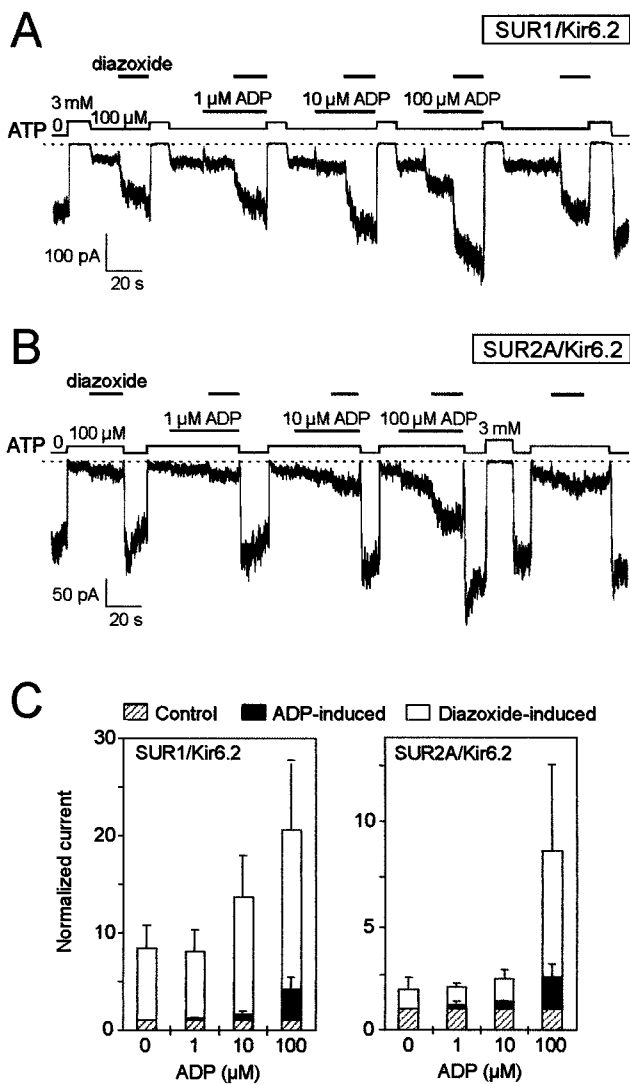 A
SUR1/Kir6.2
diazoxide
1 µM ADP 10 µM ADP 100 µM ADP
3 mM
ATP 0 100 µM
100 pA
20 s
B
SUR2A/Kir6.2
diazoxide
1 µM ADP 10 µM ADP 100 µM ADP
ATP 0 100 µM 3 mM
50 pA
20 s
C
Control ADP-induced Diazoxide-induced
SUR1/Kir6.2 SUR2A/Kir6.2
Normalized current
30
20
10
0
10
5
0
0 1 10 100 0 1 10 100
ADP (µM) ADP (µM)